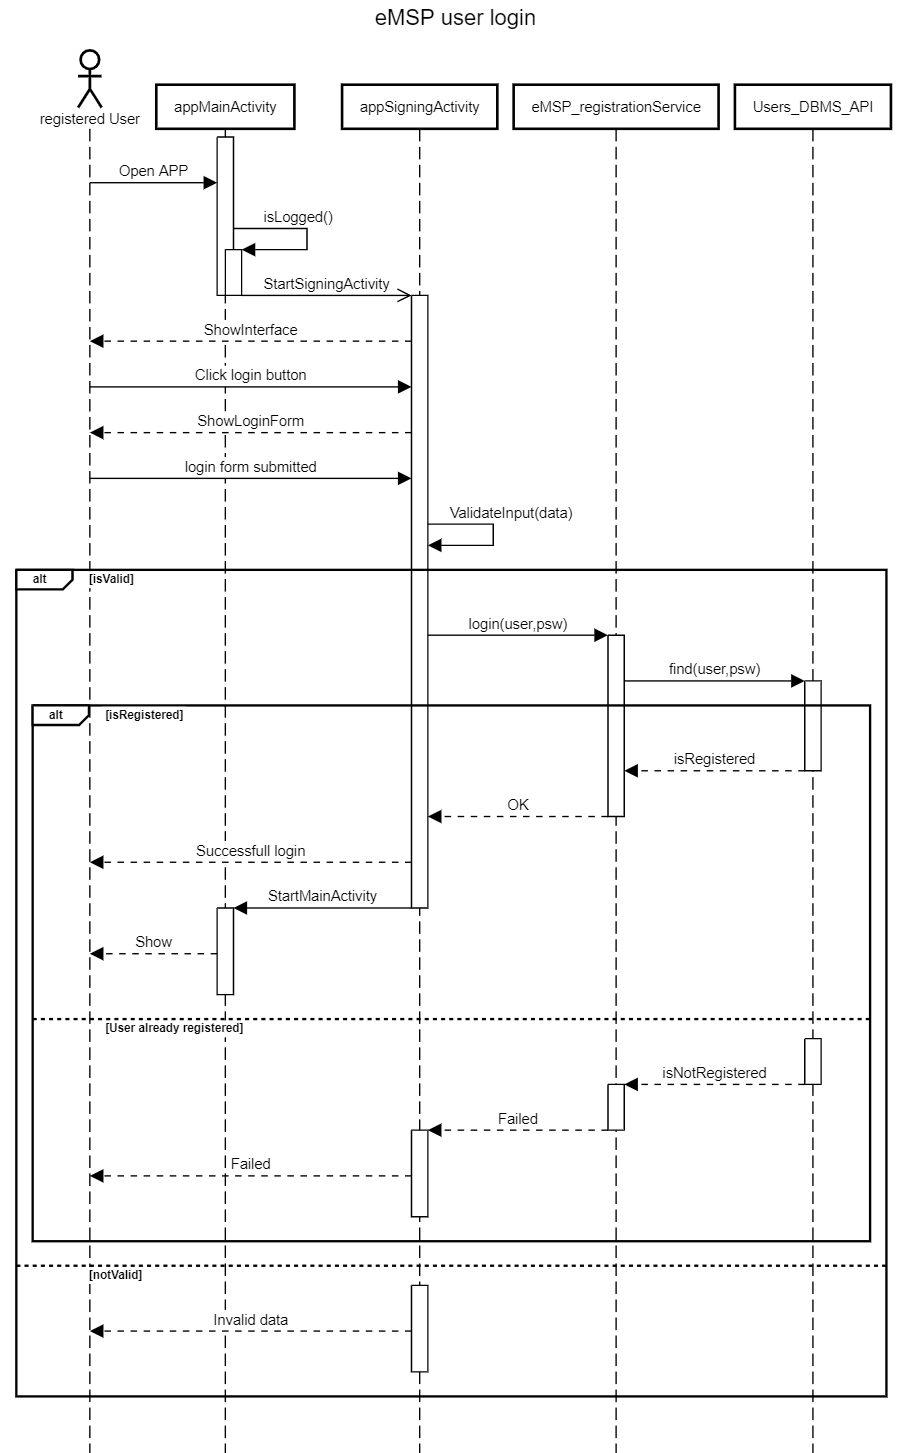 eMSP user login
registered User
appMainActivity
appSigningActivity
eMSP_registrationService
Users_DBMS_API
Open APP
isLogged()
StartSigningActivity
ShowInterface
Click login button
ShowLoginForm
login form submitted
ValidateInput(data)
alt
[isValid]
login(user,psw)
find(user,psw)
alt
[isRegistered]
isRegistered
OK
Successfull login
StartMainActivity
Show
[User already registered]
isNotRegistered
Failed
Failed
[notValid]
Invalid data